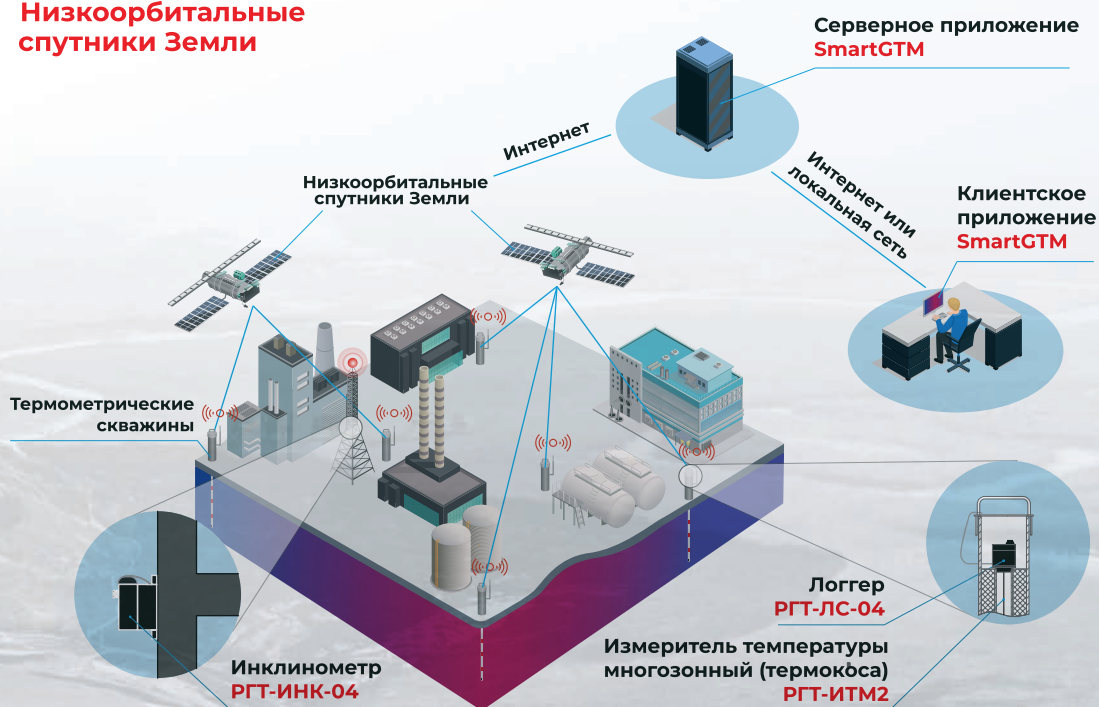 Низкоорбитальные
спутники Земли
Серверное приложение
SmartGTM
Интернет
Интернет или
локальная сеть
Низкоорбитальные
спутники Земли
Клиентское
приложение
SmartGTM
Термометрические
скважины
Логгер
РГТ-ЛС-04
Измеритель температуры
многозонный (термокоса)
РГТ-ИТМ2
Инклинометр
РГТ-ИНК-04